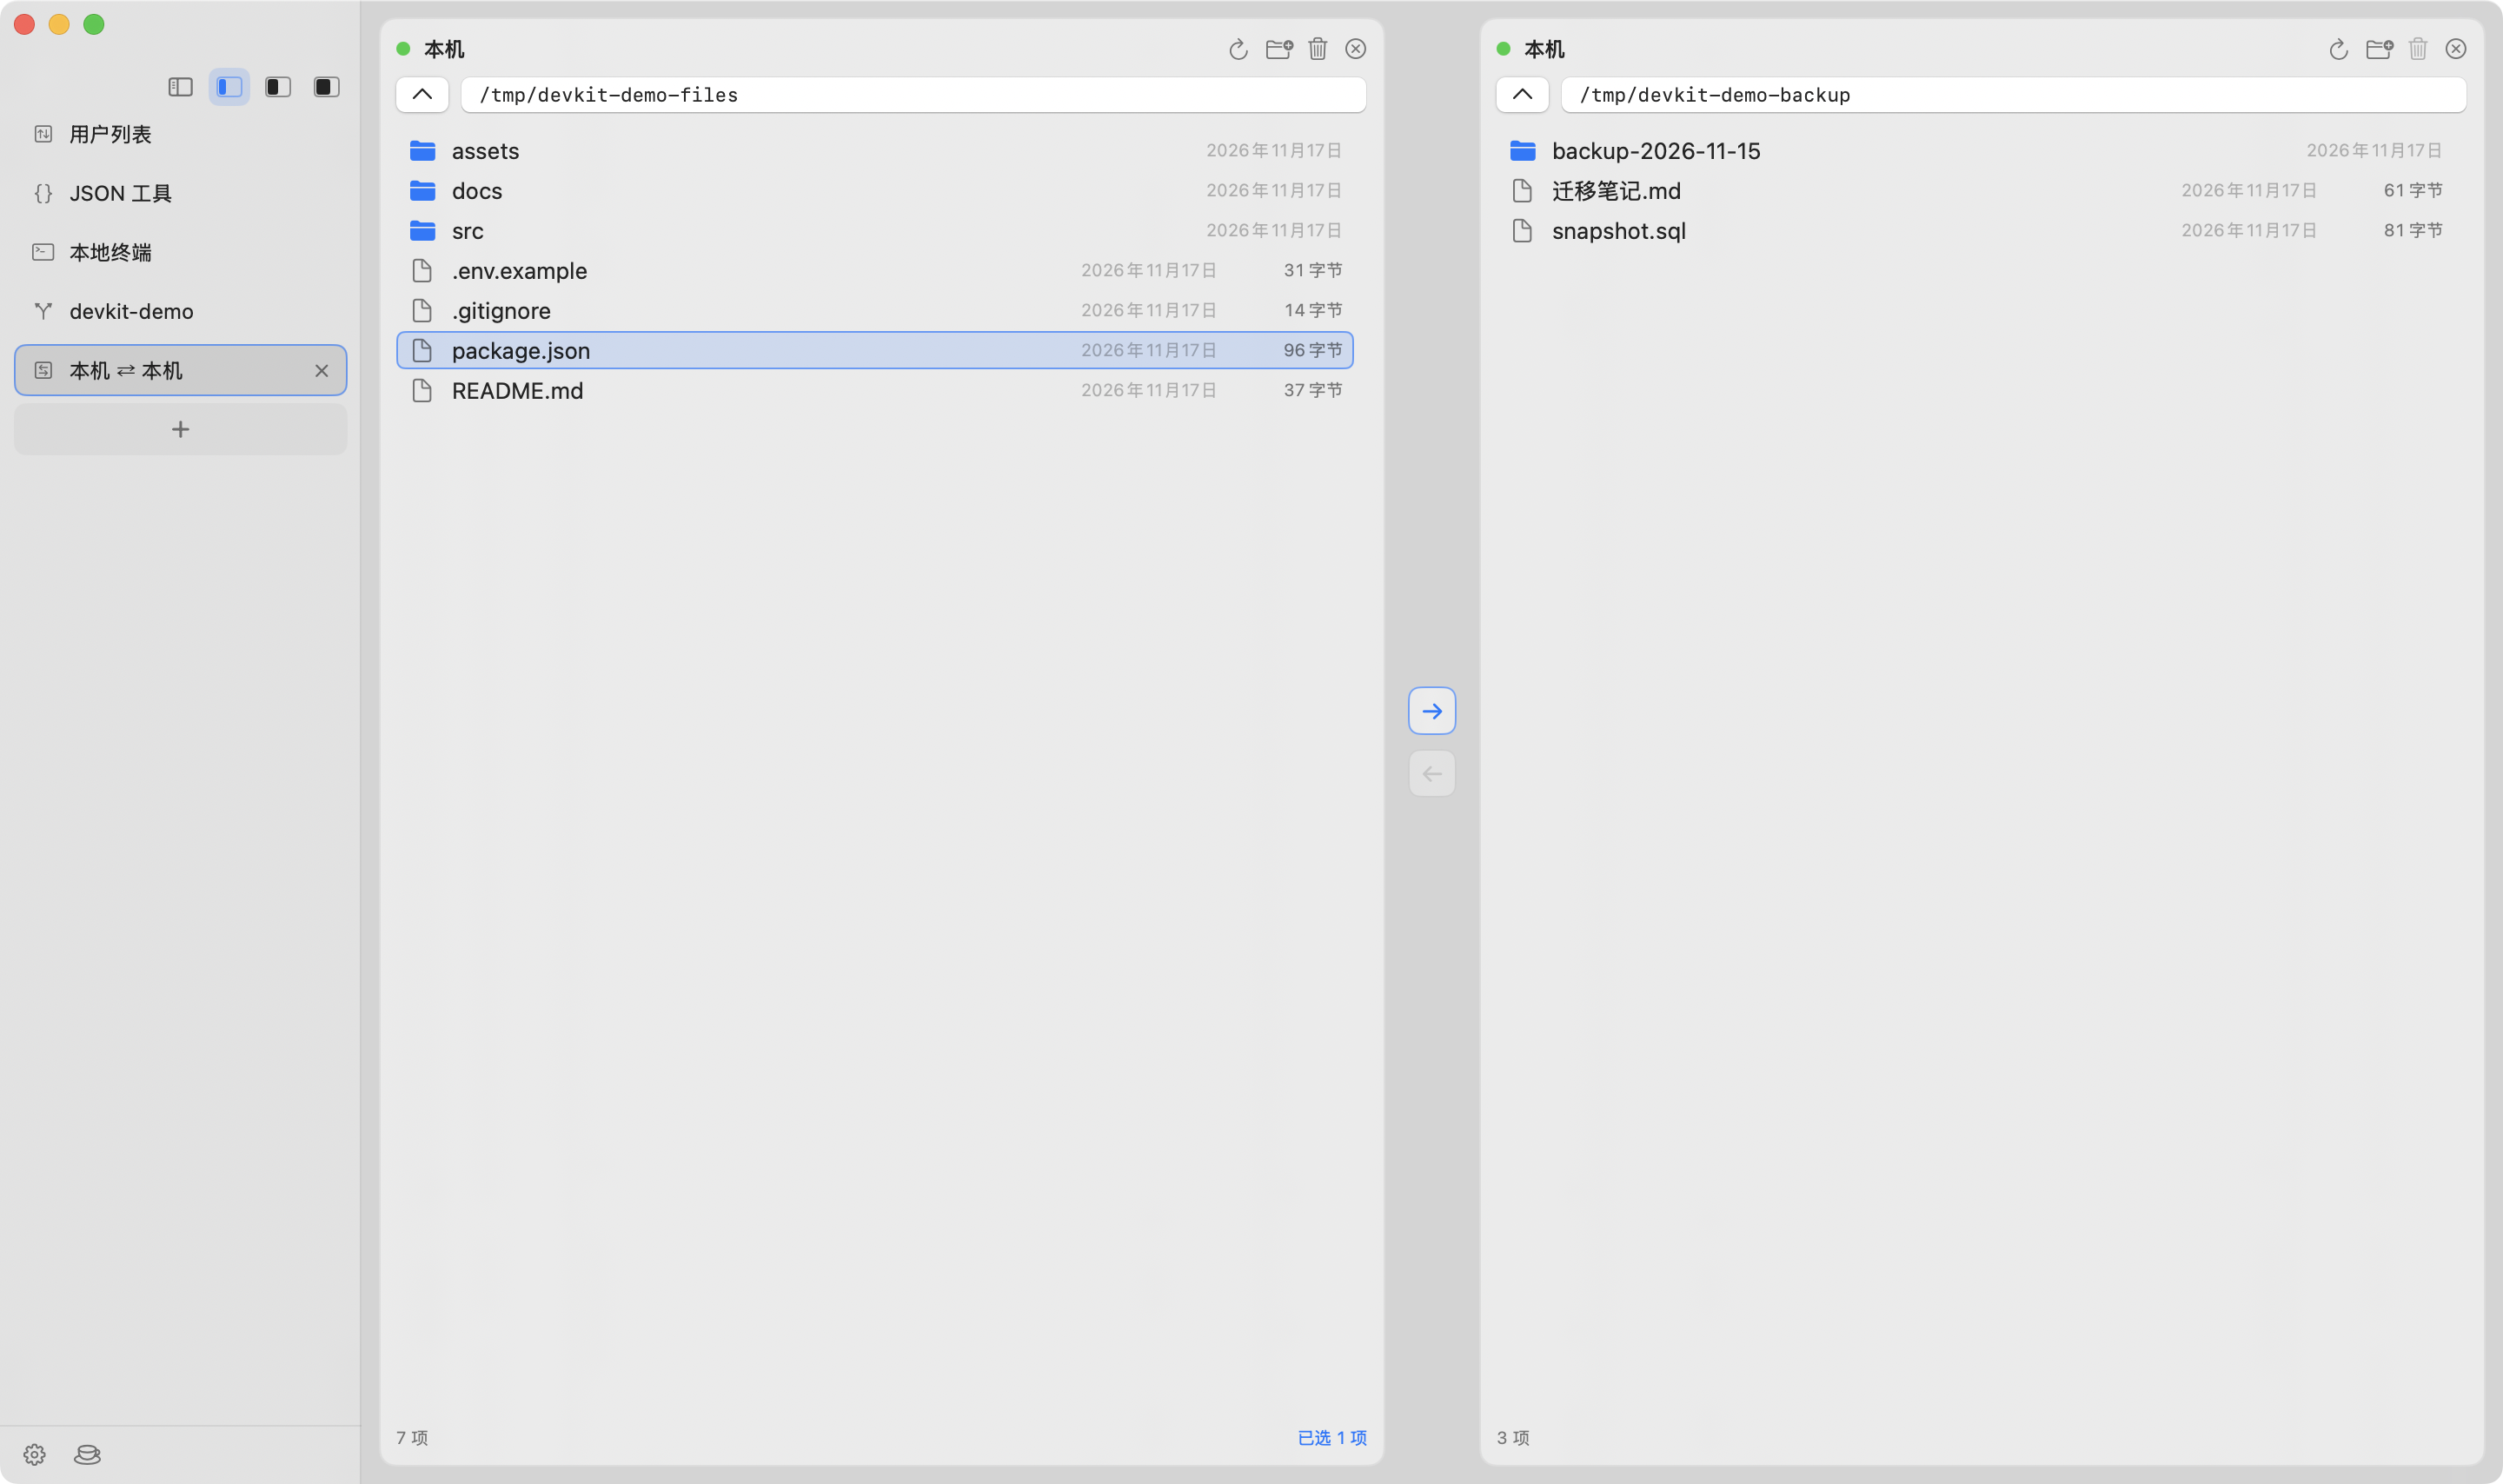 用户列表
JSON 工具
本地终端
devkit-demo
本机 ⇄ 本机
本机
/tmp/devkit-demo-files
assets 2026年11月17日
docs 2026年11月17日
src 2026年11月17日
.env.example 2026年11月17日 31 字节
.gitignore 2026年11月17日 14 字节
package.json 2026年11月17日 96 字节
README.md 2026年11月17日 37 字节
7 项 已选 1 项
本机
/tmp/devkit-demo-backup
backup-2026-11-15 2026年11月17日
迁移笔记.md 2026年11月17日 61 字节
snapshot.sql 2026年11月17日 81 字节
3 项